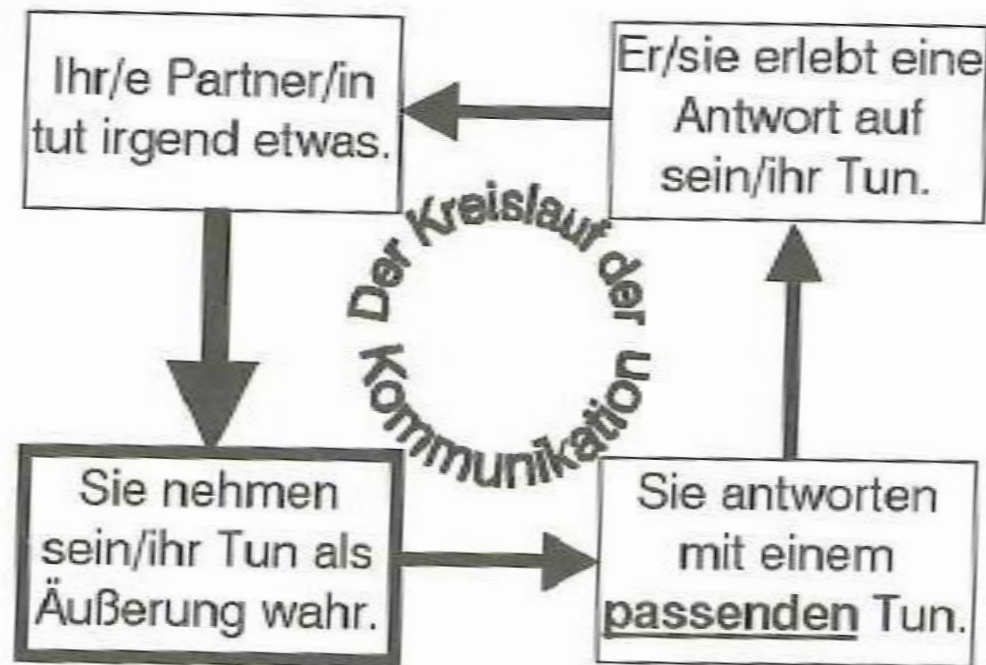 Ihr/e Partner/in
tut irgend etwas.
Er/sie erlebt eine
Antwort auf
sein/ihr Tun.
Der Kreislauf der
Kommunikation
Sie nehmen
sein/ihr Tun als
Äußerung wahr.
Sie antworten
mit einem
passenden Tun.